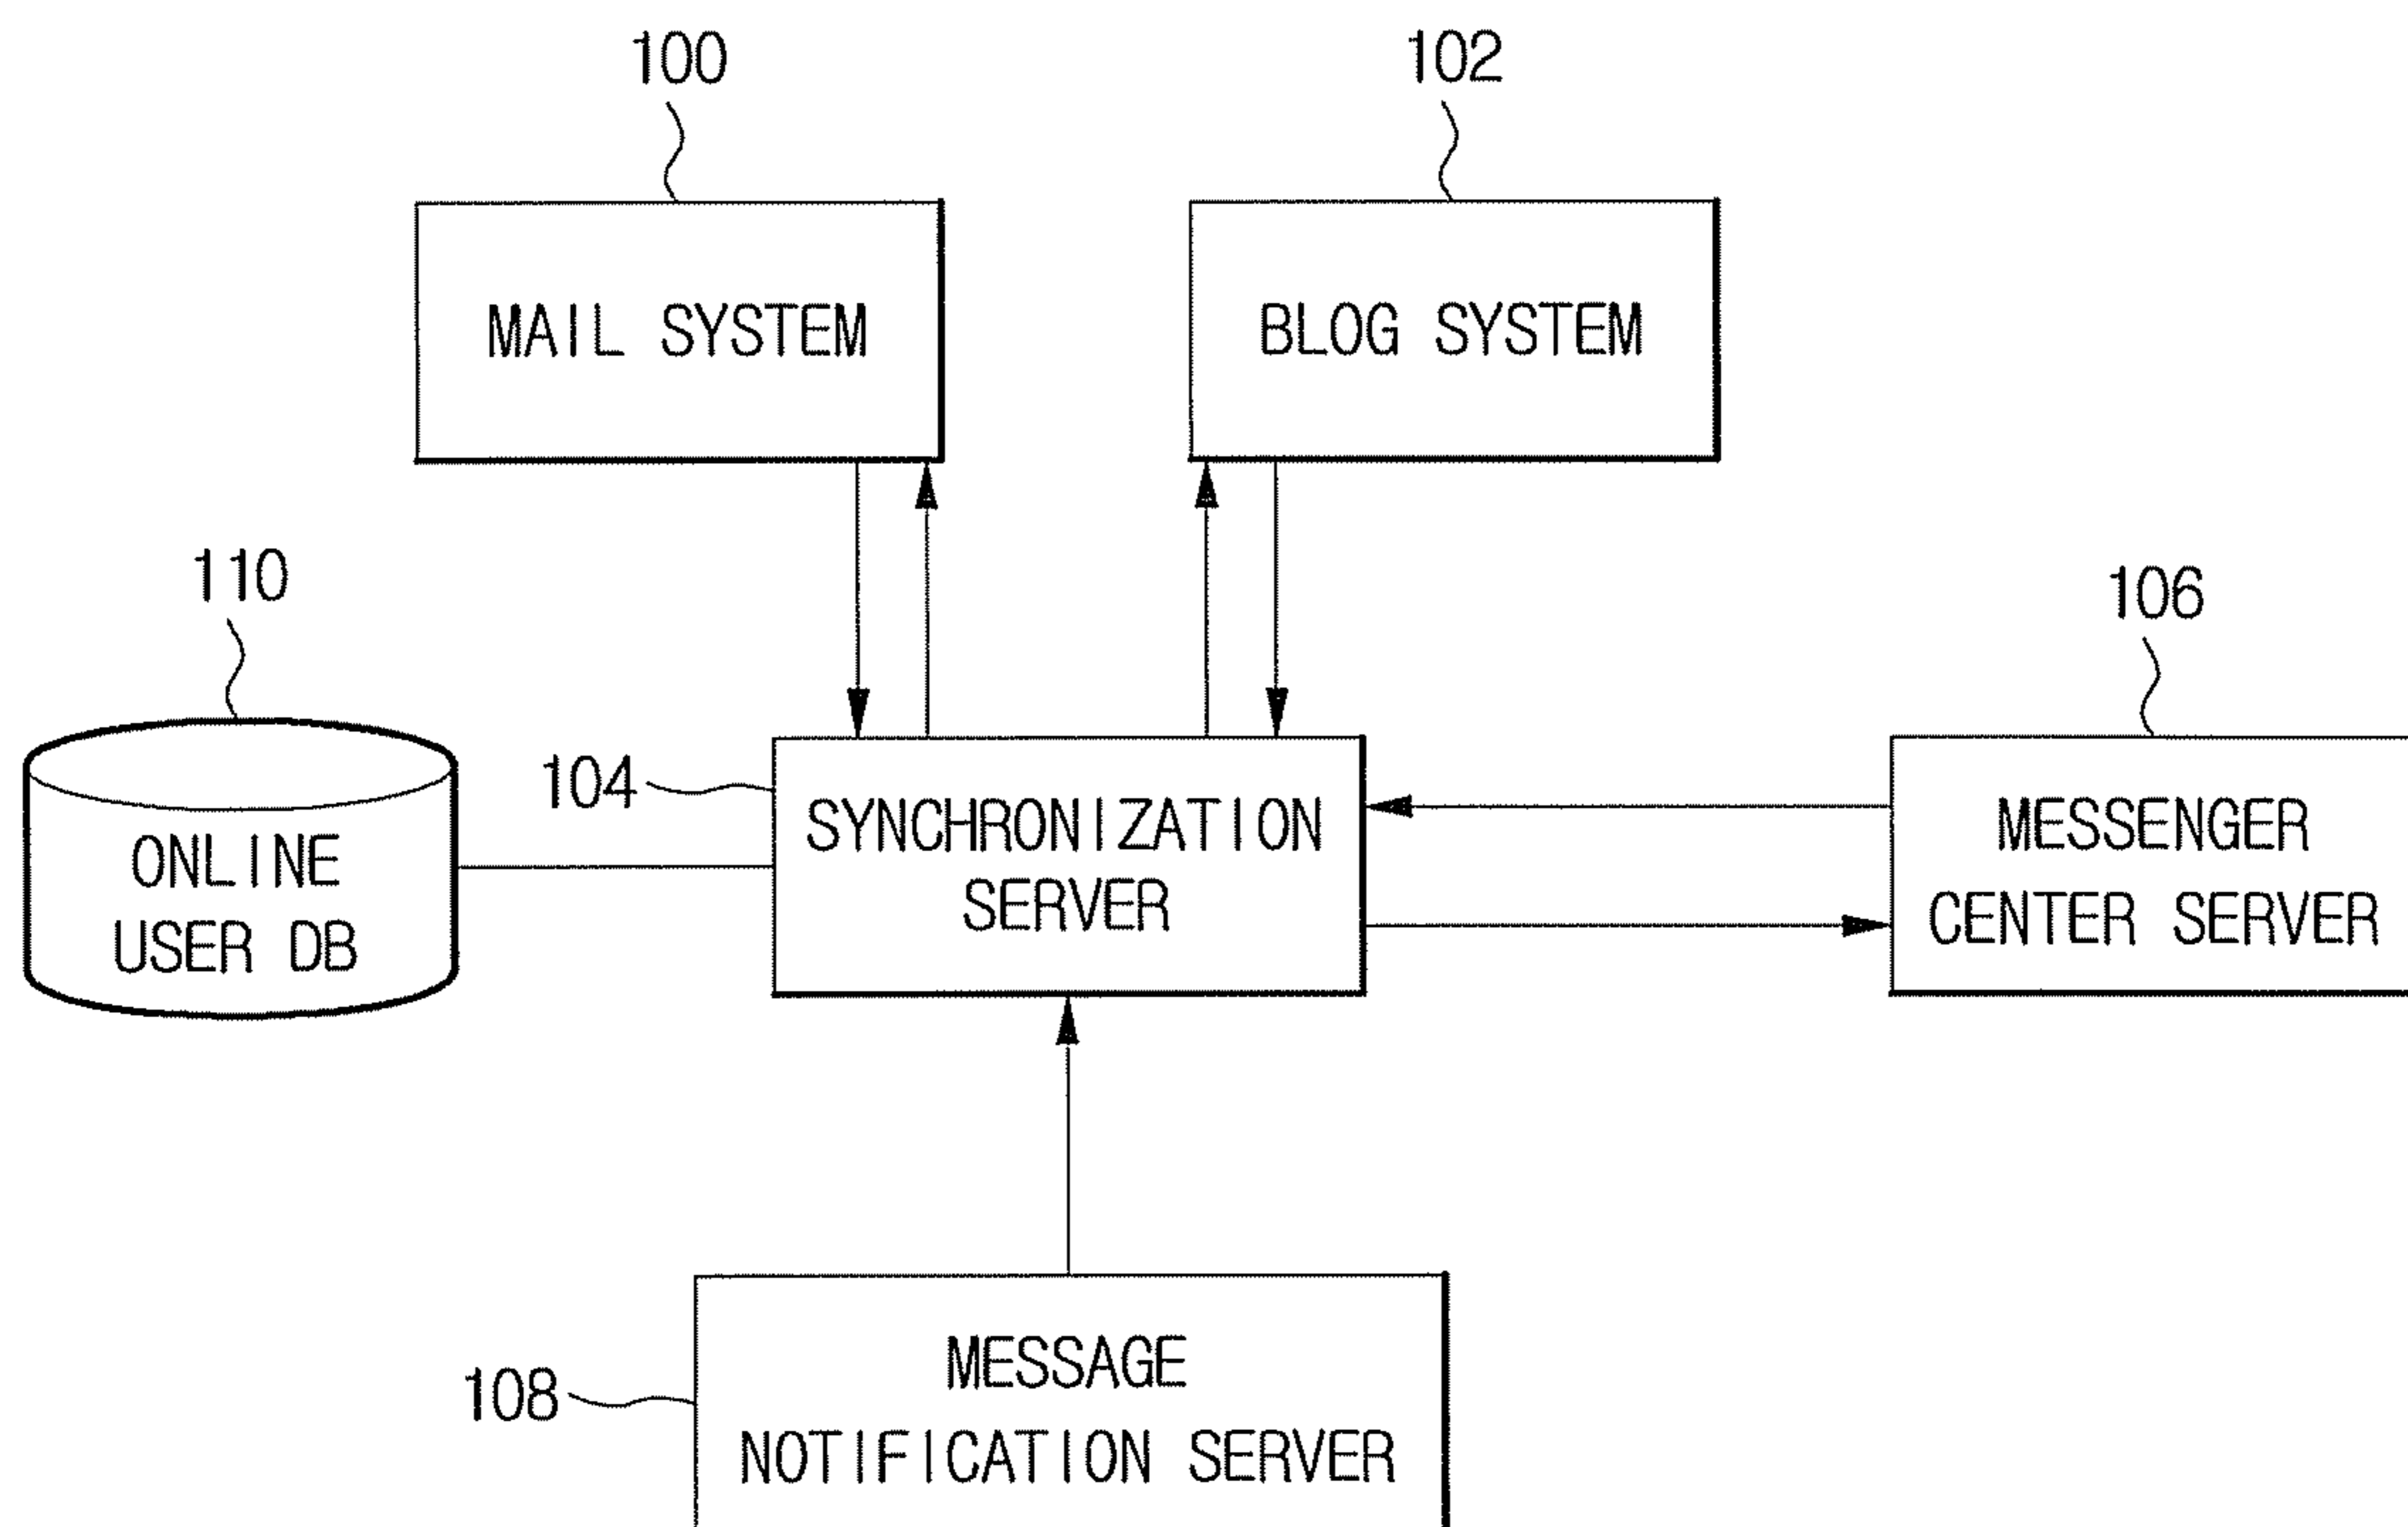 100
102
MAIL SYSTEM
BLOG SYSTEM
110
106
104
SYNCHRONIZATION
SERVER
ONLINE
USER DB
MESSENGER
CENTER SERVER
108
MESSAGE
NOTIFICATION SERVER